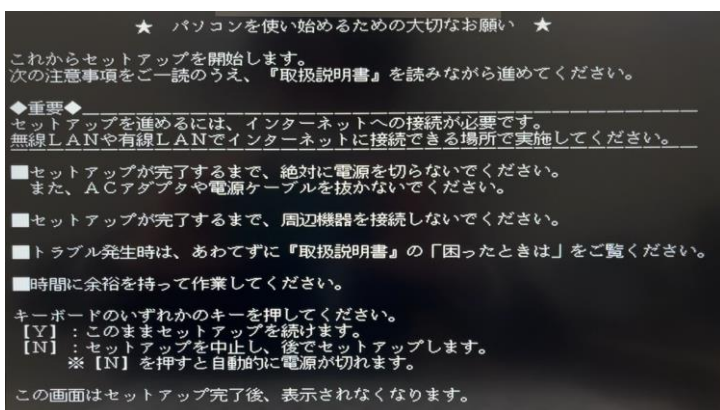 ★ パソコンを使い始めるための大切なお願い ★
これからセットアップを開始します。
次の注意事項をご一読のうえ、『取扱説明書』を読みながら進めてください。
◆重要◆
セットアップを進めるには、インターネットへの接続が必要です。
無線ＬＡＮや有線ＬＡＮでインターネットに接続できる場所で実施してください。
■セットアップが完了するまで、絶対に電源を切らないでください。
また、ＡＣアダプタや電源ケーブルを抜かないでください。
■セットアップが完了するまで、周辺機器を接続しないでください。
■トラブル発生時は、あわてずに『取扱説明書』の「困ったときは」をご覧ください。
■時間に余裕を持って作業してください。
キーボードのいずれかのキーを押してください。
【Ｙ】：このままセットアップを続けます。
【Ｎ】：セットアップを中止し、後でセットアップします。
※【Ｎ】を押すと自動的に電源が切れます。
この画面はセットアップ完了後、表示されなくなります。